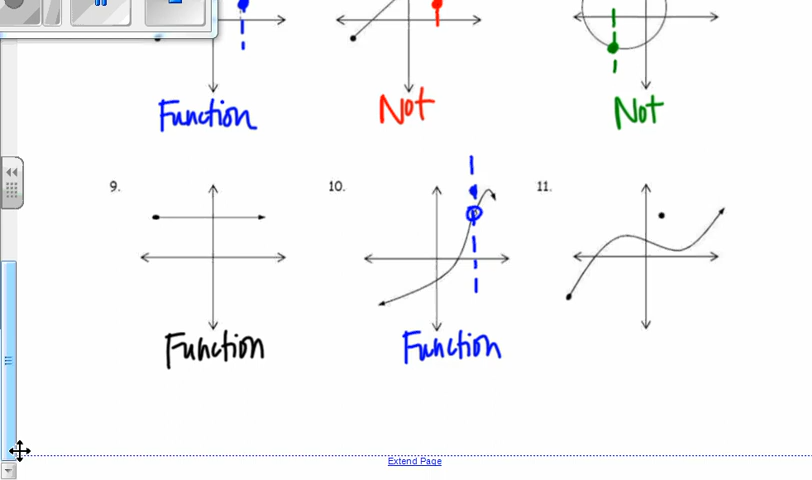 Function
Not
Not
9.
10.
11.
Function
Function
Extend Page